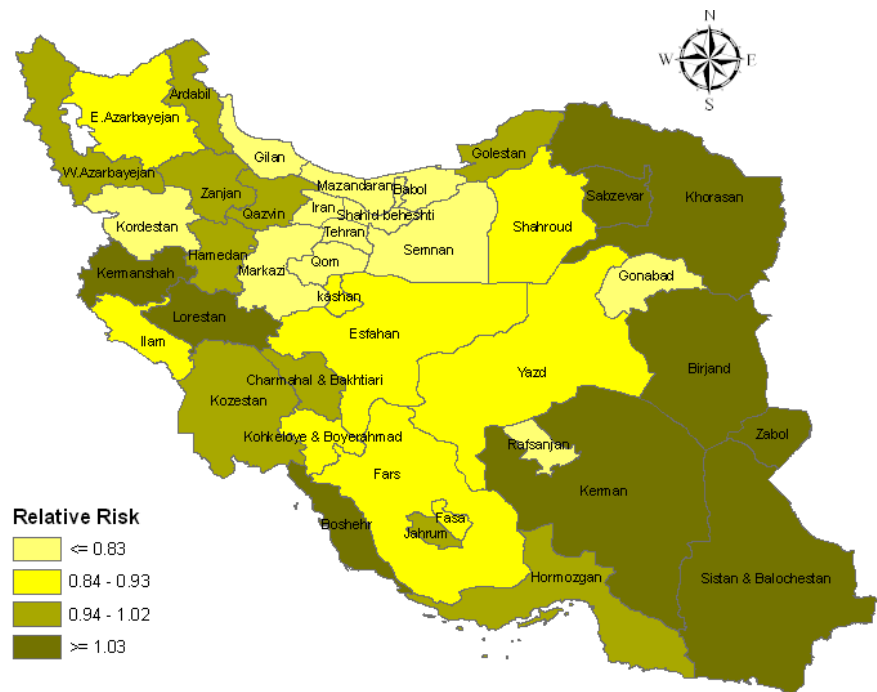 N
W E
S
Ardabil
E.Azarbayejan
Gilan
Golestan
W.Azarbayejan
Zanjan
Mazandaran
Babol
Sabzevar
Khorasan
Qazvin
Iran
Shahid-beheshti
Kordestan
Tehran
Shahroud
Hamedan
Semnan
Qom
Markazi
Kermanshah
Gonabad
kashan
Lorestan
Esfahan
Ilam
Birjand
Yazd
Charmahal & Bakhtiari
Kozestan
Kohkeloye & Boyerahmad
Rafsanjan
Zabol
Fars
Kerman
Relative Risk
Boshehr
Fasa
Jahrum
<= 0.83
Hormozgan
Sistan & Balochestan
0.84 - 0.93
0.94 - 1.02
>= 1.03